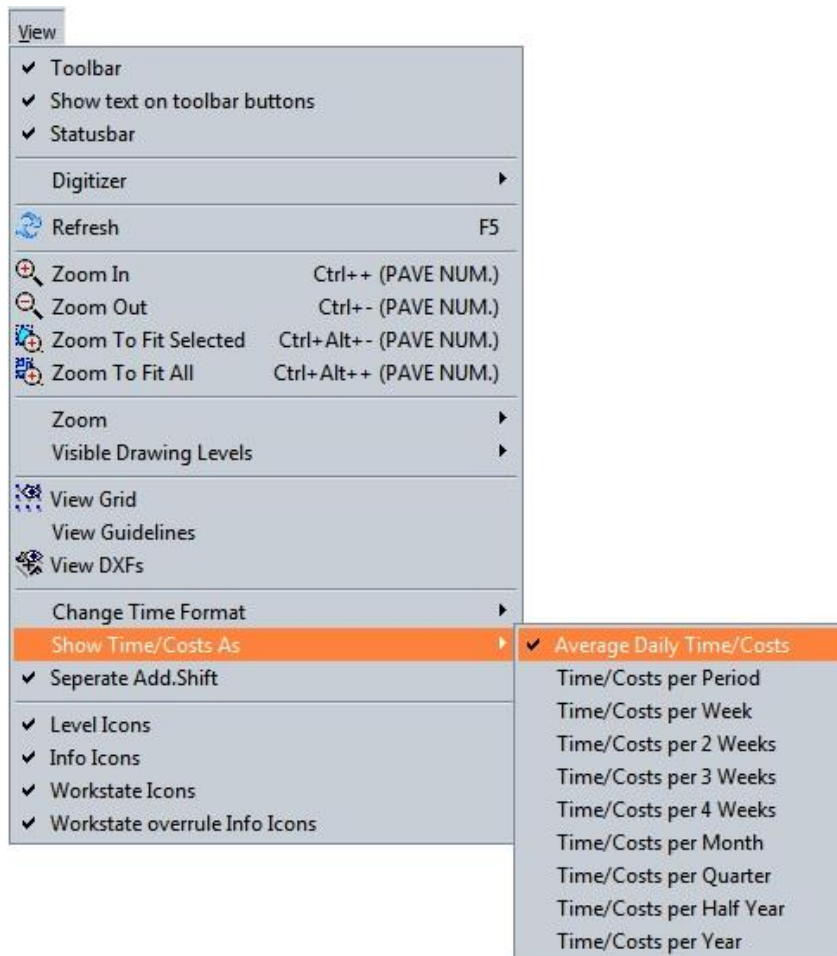 View
Toolbar
Show text on toolbar buttons
Statusbar
Digitizer
Refresh F5
Zoom In Ctrl++ (PAVE NUM.)
Zoom Out Ctrl+- (PAVE NUM.)
Zoom To Fit Selected Ctrl+Alt+- (PAVE NUM.)
Zoom To Fit All Ctrl+Alt++ (PAVE NUM.)
Zoom
Visible Drawing Levels
View Grid
View Guidelines
View DXFs
Change Time Format
Show Time/Costs As
Seperate Add.Shift
Level Icons
Info Icons
Workstate Icons
Workstate overrule Info Icons
Average Daily Time/Costs
Time/Costs per Period
Time/Costs per Week
Time/Costs per 2 Weeks
Time/Costs per 3 Weeks
Time/Costs per 4 Weeks
Time/Costs per Month
Time/Costs per Quarter
Time/Costs per Half Year
Time/Costs per Year